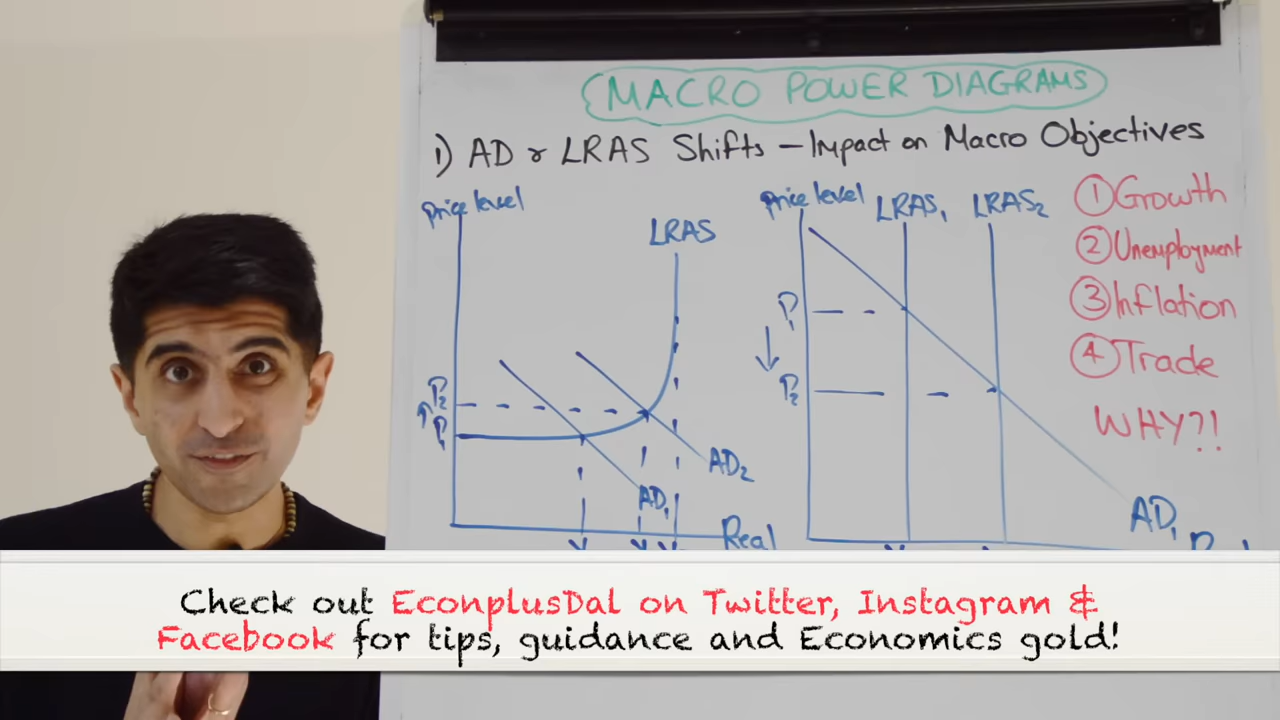 MACRO POWER DIAGRAMS
1) AD & LRAS Shifts – Impact on Macro Objectives
Price level
LRAS
P2
P1
AD2
AD1
Real
Price level
LRAS1
LRAS2
P1
P2
AD1
① Growth
② Unemployment
③ Inflation
④ Trade
WHY?!
Check out EconplusDal on Twitter, Instagram &
Facebook for tips, guidance and Economics gold!